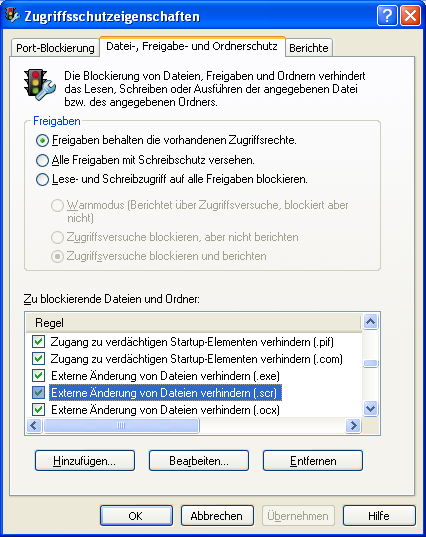 Zugriffsschutzeigenschaften
Port-Blockierung
Datei-, Freigabe- und Ordnerschutz
Berichte
Die Blockierung von Dateien, Freigaben und Ordnern verhindert
das Lesen, Schreiben oder Ausführen der angegebenen Datei
bzw. des angegebenen Ordners.
Freigaben
Freigaben behalten die vorhandenen Zugriffsrechte.
Alle Freigaben mit Schreibschutz versehen.
Lese- und Schreibzugriff auf alle Freigaben blockieren.
Warnmodus (Berichtet über Zugriffsversuche, blockiert aber
nicht)
Zugriffsversuche blockieren, aber nicht berichten
Zugriffsversuche blockieren und berichten
Zu blockierende Dateien und Ordner:
Regel
Zugang zu verdächtigen Startup-Elementen verhindern (.pif)
Zugang zu verdächtigen Startup-Elementen verhindern (.com)
Externe Änderung von Dateien verhindern (.exe)
Externe Änderung von Dateien verhindern (.scr)
Externe Änderung von Dateien verhindern (.ocx)
Hinzufügen...
Bearbeiten...
Entfernen
OK
Abbrechen
Übernehmen
Hilfe